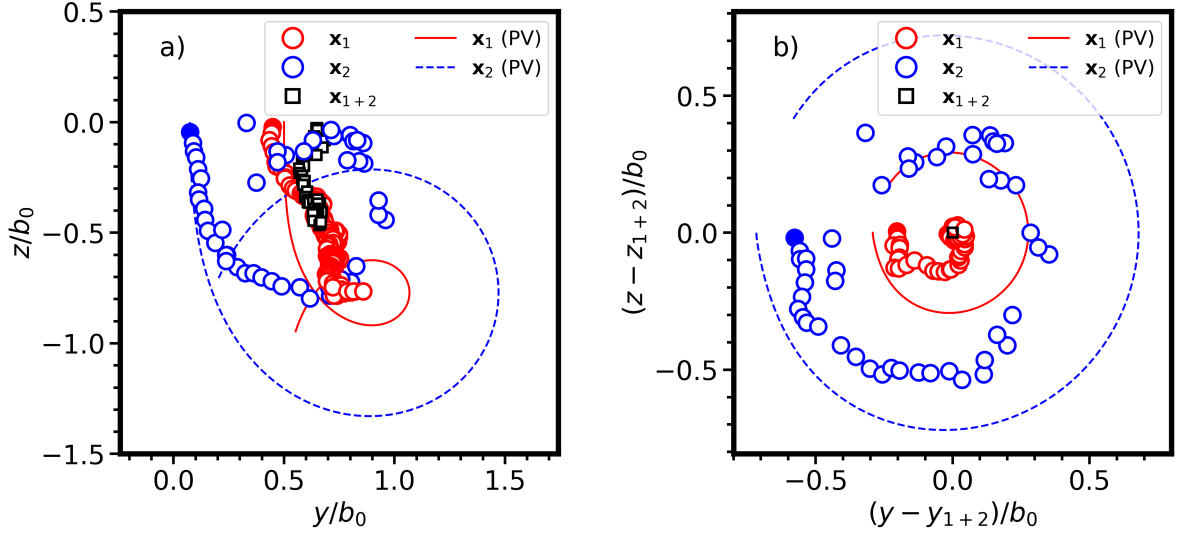 a)
x₁
x₂
x₁₊₂
x₁ (PV)
x₂ (PV)
0.5
0.0
−0.5
−1.0
−1.5
z/b₀
0.0 0.5 1.0 1.5
y/b₀
b)
x₁
x₂
x₁₊₂
x₁ (PV)
x₂ (PV)
0.5
0.0
−0.5
(z − z₁₊₂)/b₀
−0.5 0.0 0.5
(y − y₁₊₂)/b₀